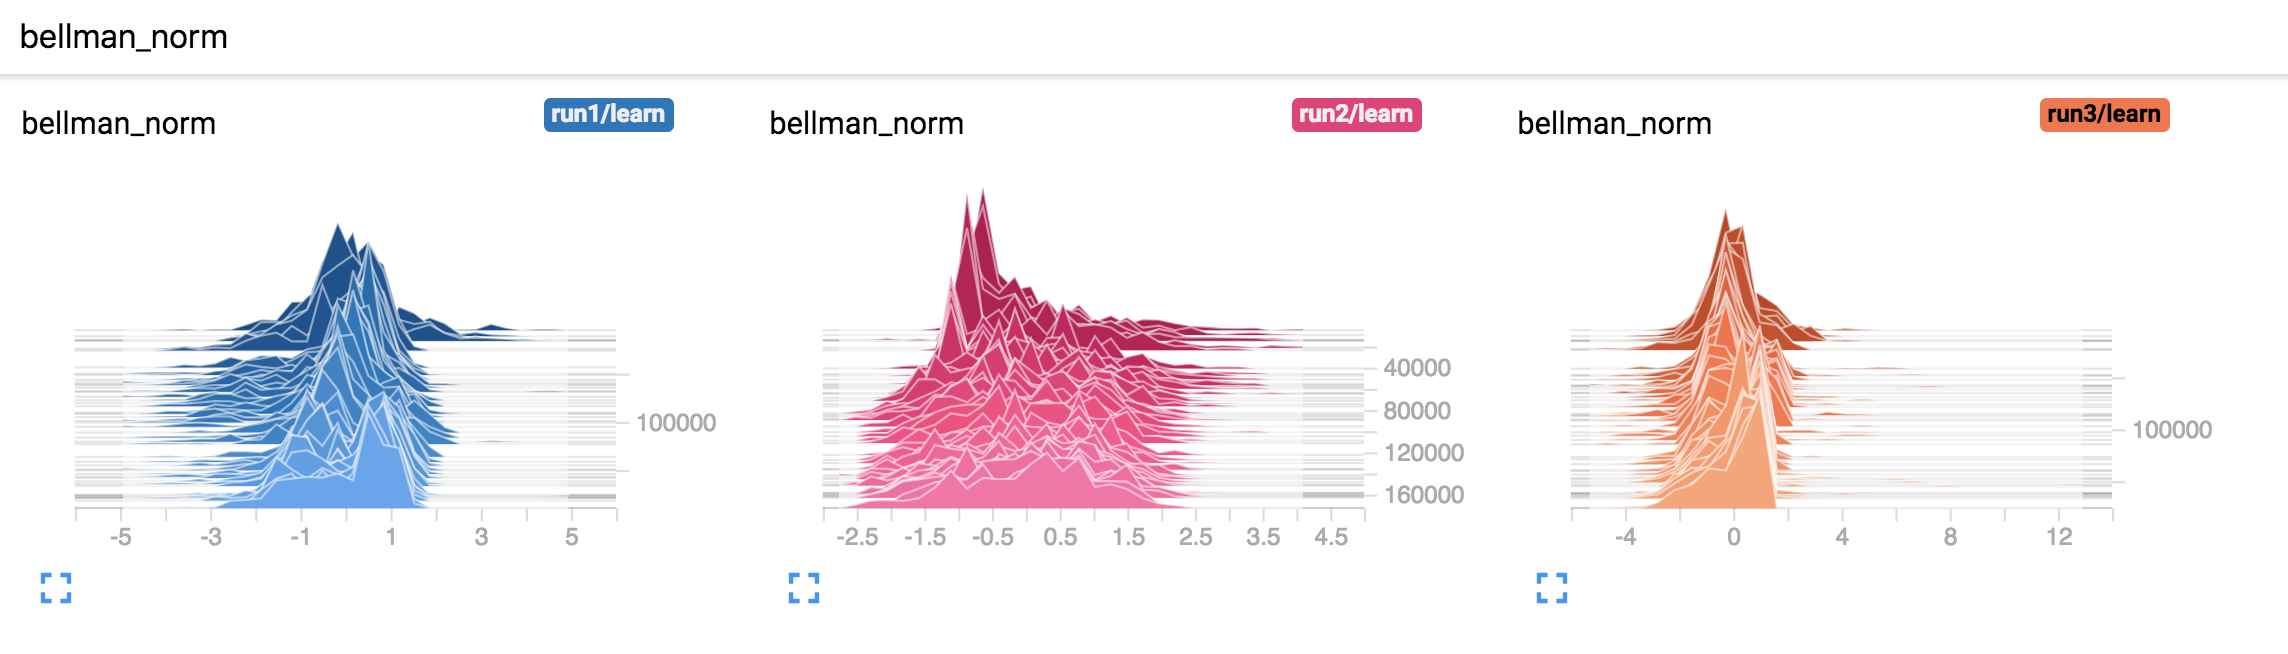 bellman_norm
bellman_norm
run1/learn
100000
-5 -3 -1 1 3 5
bellman_norm
run2/learn
40000
80000
120000
160000
-2.5 -1.5 -0.5 0.5 1.5 2.5 3.5 4.5
bellman_norm
run3/learn
100000
-4 0 4 8 12